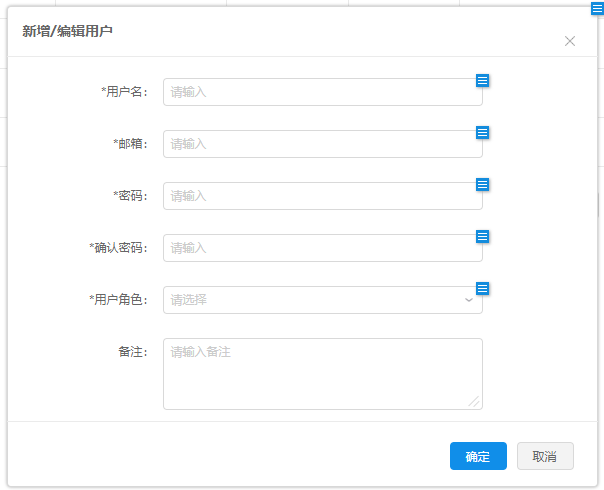 新增/编辑用户
*用户名： 请输入
*邮箱： 请输入
*密码： 请输入
*确认密码： 请输入
*用户角色： 请选择
备注： 请输入备注
确定 取消